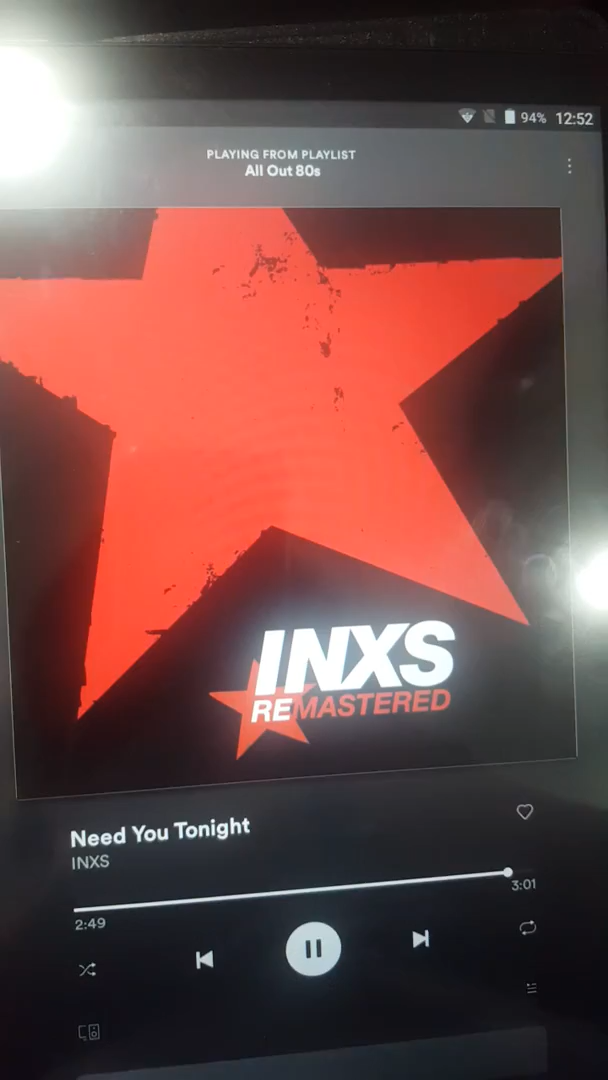 94% 12:52
PLAYING FROM PLAYLIST
All Out 80s
INXS
REMASTERED
Need You Tonight
INXS
2:49 3:01